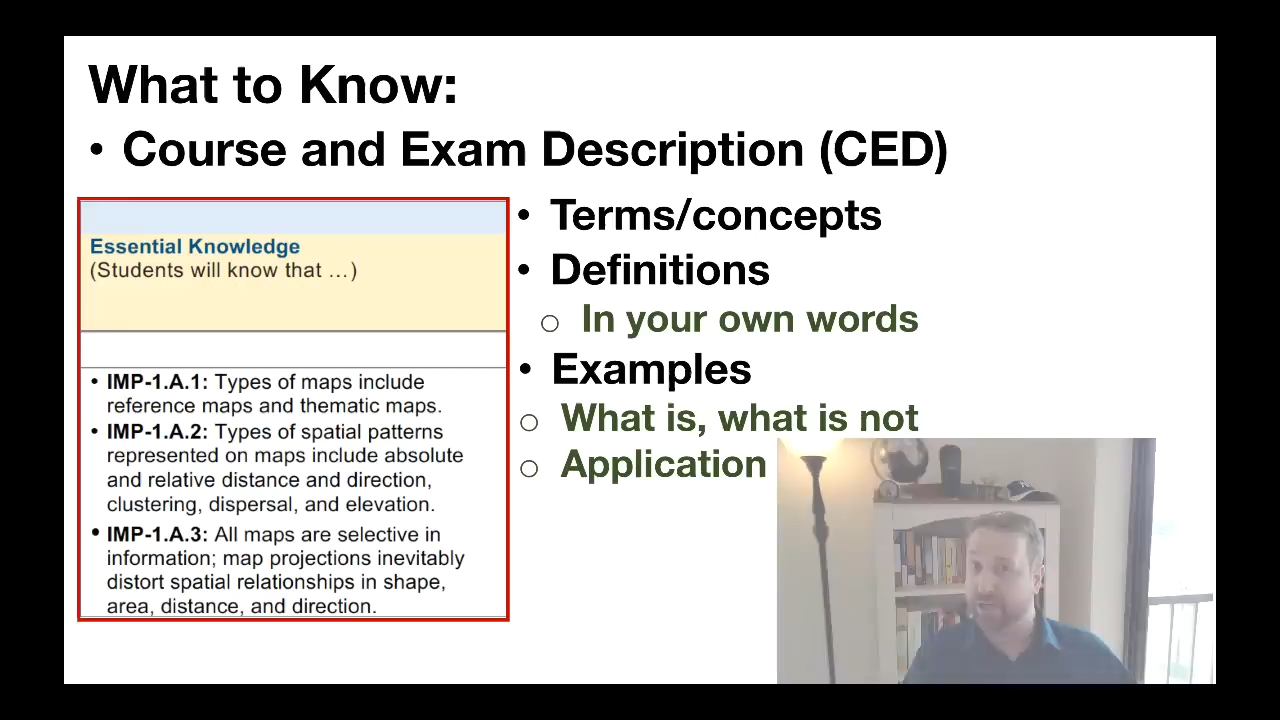 What to Know:
• Course and Exam Description (CED)
Essential Knowledge
(Students will know that …)
• IMP-1.A.1: Types of maps include
reference maps and thematic maps.
• IMP-1.A.2: Types of spatial patterns
represented on maps include absolute
and relative distance and direction,
clustering, dispersal, and elevation.
• IMP-1.A.3: All maps are selective in
information; map projections inevitably
distort spatial relationships in shape,
area, distance, and direction.
• Terms/concepts
• Definitions
○ In your own words
• Examples
○ What is, what is not
○ Application